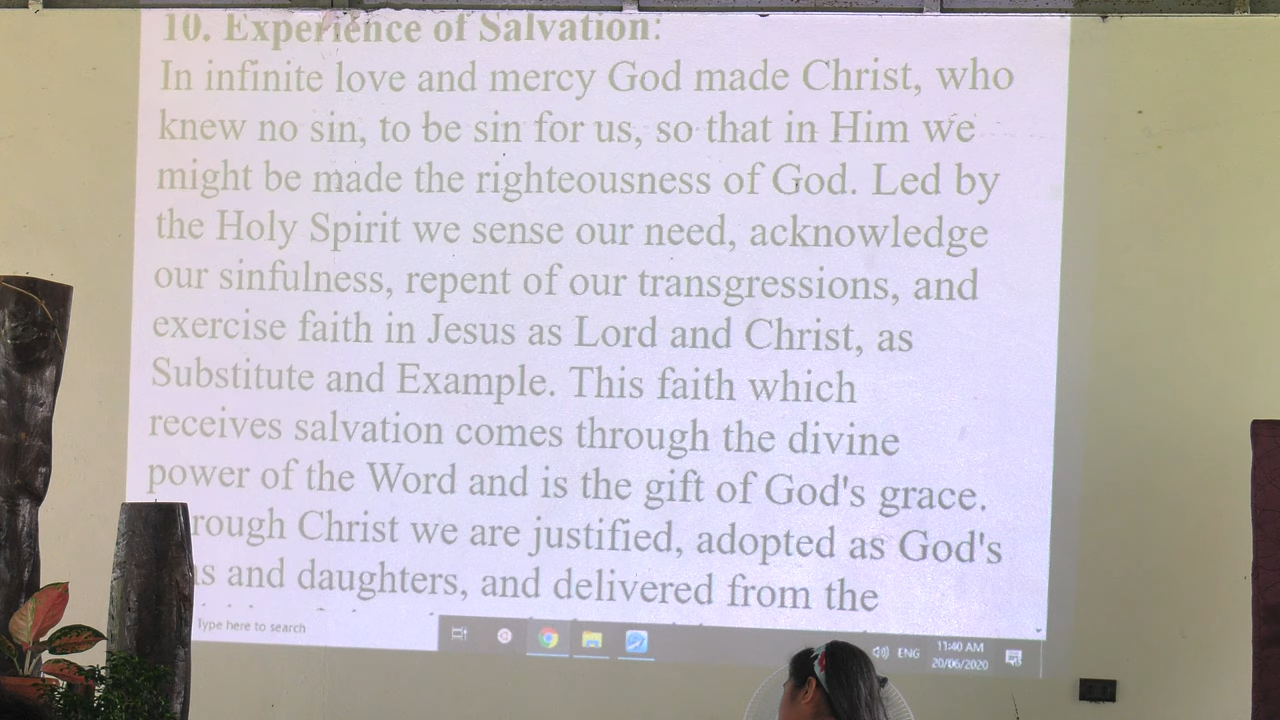 10. Experience of Salvation:
In infinite love and mercy God made Christ, who
knew no sin, to be sin for us, so that in Him we
might be made the righteousness of God. Led by
the Holy Spirit we sense our need, acknowledge
our sinfulness, repent of our transgressions, and
exercise faith in Jesus as Lord and Christ, as
Substitute and Example. This faith which
receives salvation comes through the divine
power of the Word and is the gift of God's grace.
rough Christ we are justified, adopted as God's
ns and daughters, and delivered from the
Type here to search
ENG
11:40 AM
20/06/2020